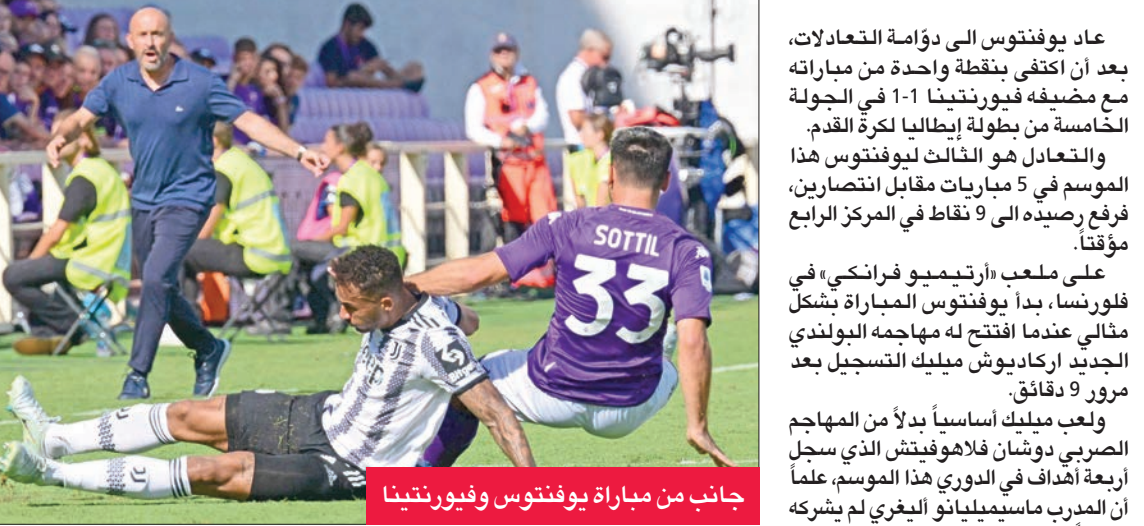 عاد يوفنتوس الى دوّامة التعادلات،
بعد أن اكتفى بنقطة واحدة من مباراته
مع مضيفه فيورنتينا 1-1 في الجولة
الخامسة من بطولة إيطاليا لكرة القدم.
والتعادل هو الثالث ليوفنتوس هذا
الموسم في 5 مباريات مقابل انتصارين،
فرفع رصيده الى 9 نقاط في المركز الرابع
مؤقتاً.
على ملعب «أرتيميو فرانكي» في
فلورنسا، بدأ يوفنتوس المباراة بشكل
مثالي عندما افتتح له مهاجمه البولندي
الجديد اركاديوش ميليك التسجيل بعد
مرور 9 دقائق.
ولعب ميليك أساسياً بدلاً من المهاجم
الصربي دوشان فلاهوفيتش الذي سجل
أربعة أهداف في الدوري هذا الموسم، علماً
أن المدرب ماسيميليانو أليغري لم يشركه
SOTTIL
33
جانب من مباراة يوفنتوس وفيورنتينا